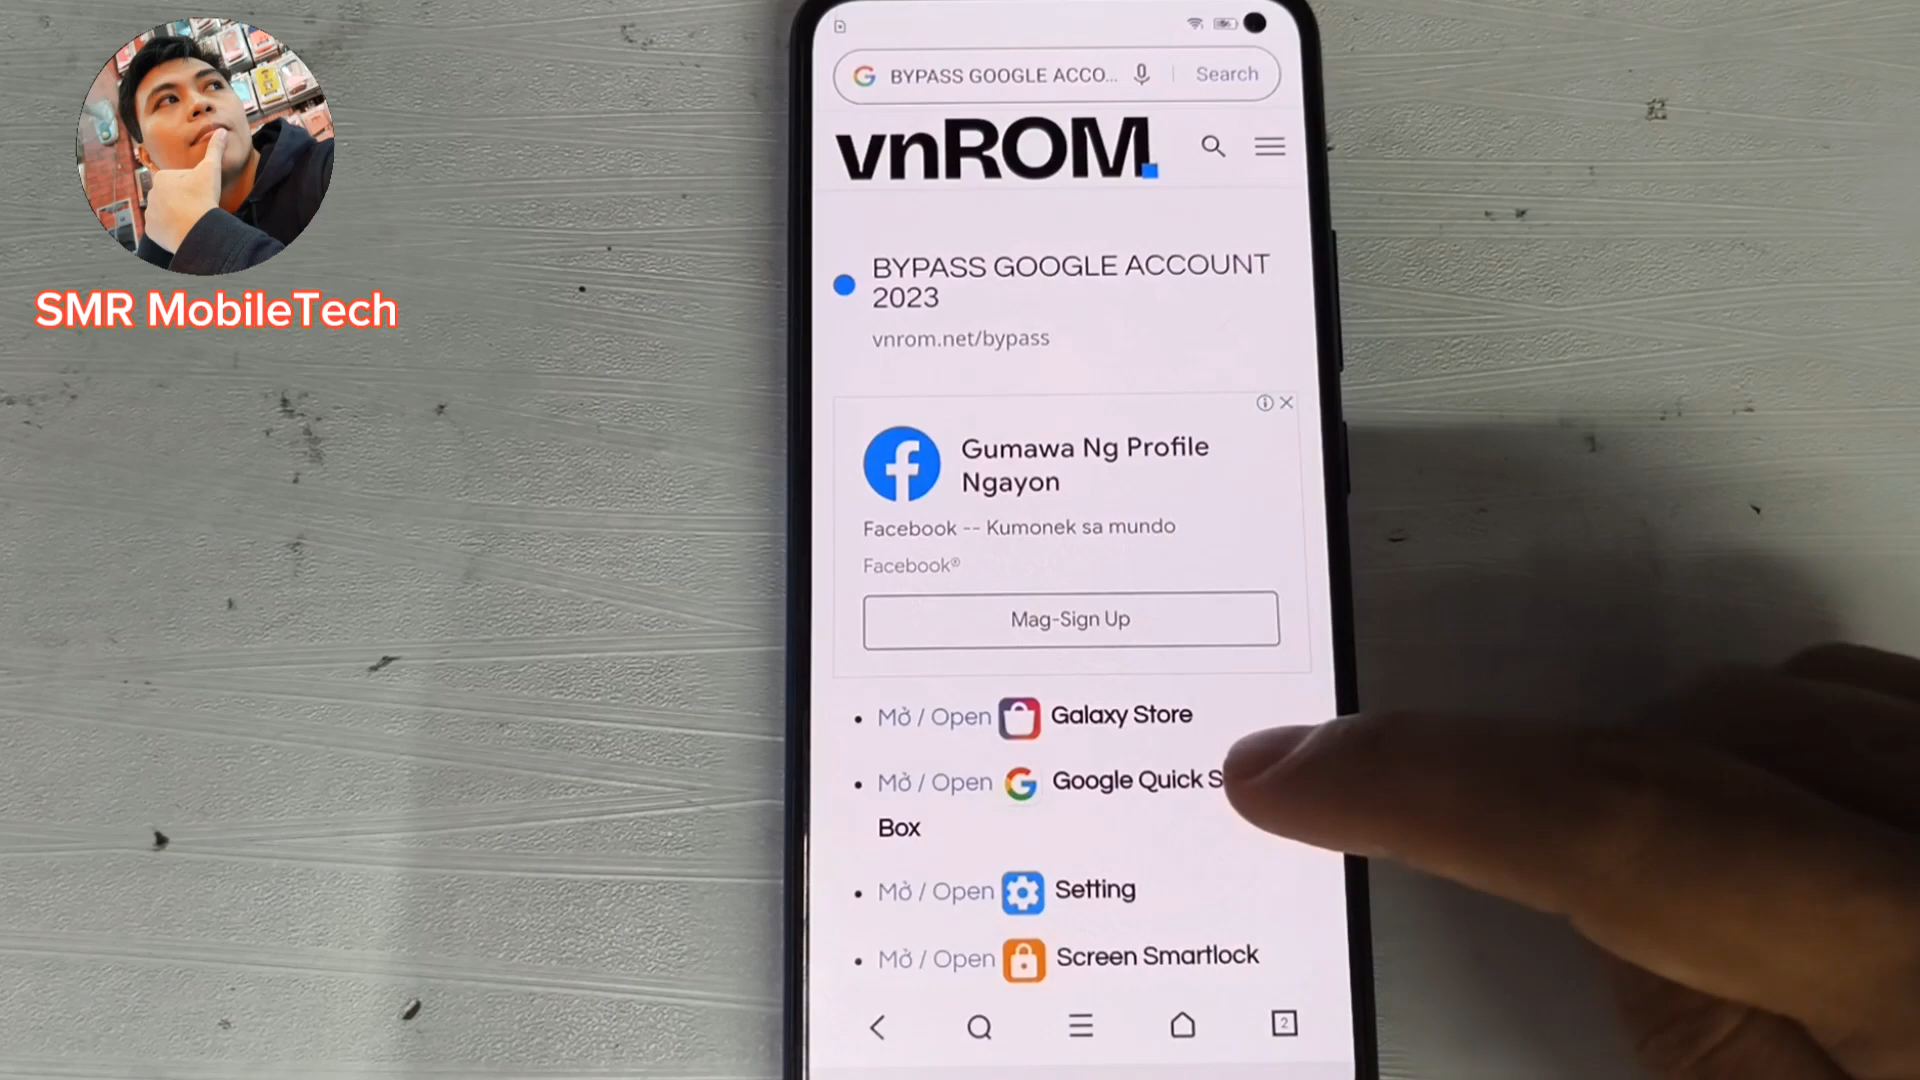 SMR MobileTech
BYPASS GOOGLE ACCO...
Search
vnROM.
BYPASS GOOGLE ACCOUNT
2023
vnrom.net/bypass
Gumawa Ng Profile
Ngayon
Facebook -- Kumonek sa mundo
Facebook®
Mag-Sign Up
Mở / Open Galaxy Store
Mở / Open Google Quick S
Box
Mở / Open Setting
Mở / Open Screen Smartlock
2